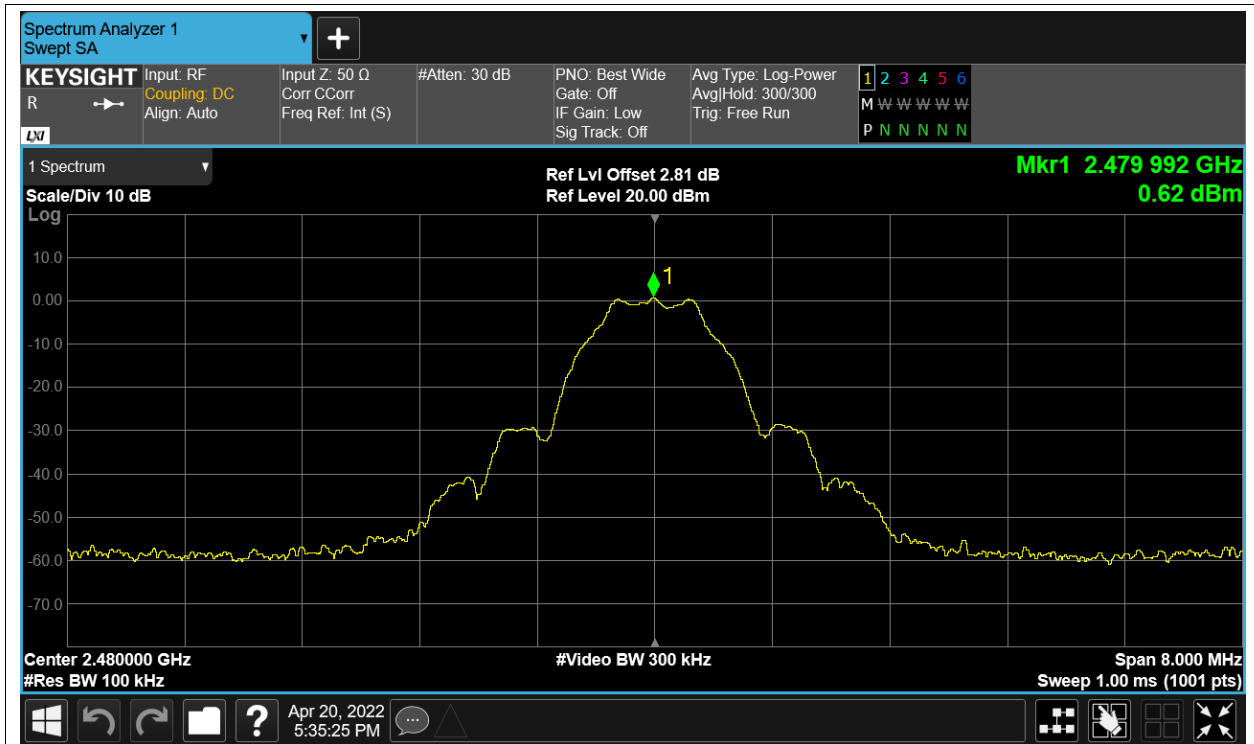 Spectrum Analyzer 1
Swept SA
+
KEYSIGHT
R
LXI
Input: RF
Coupling: DC
Align: Auto
Input Z: 50 Ω
Corr CCorr
Freq Ref: Int (S)
#Atten: 30 dB
PNO: Best Wide
Gate: Off
IF Gain: Low
Sig Track: Off
Avg Type: Log-Power
Avg|Hold: 300/300
Trig: Free Run
1 2 3 4 5 6
M W W W W W
P N N N N N
1 Spectrum
Scale/Div 10 dB
Ref Lvl Offset 2.81 dB
Ref Level 20.00 dBm
Mkr1 2.479 992 GHz
0.62 dBm
Log
10.0
0.00
-10.0
-20.0
-30.0
-40.0
-50.0
-60.0
-70.0
1
Center 2.480000 GHz
#Res BW 100 kHz
#Video BW 300 kHz
Span 8.000 MHz
Sweep 1.00 ms (1001 pts)
?
Apr 20, 2022
5:35:25 PM